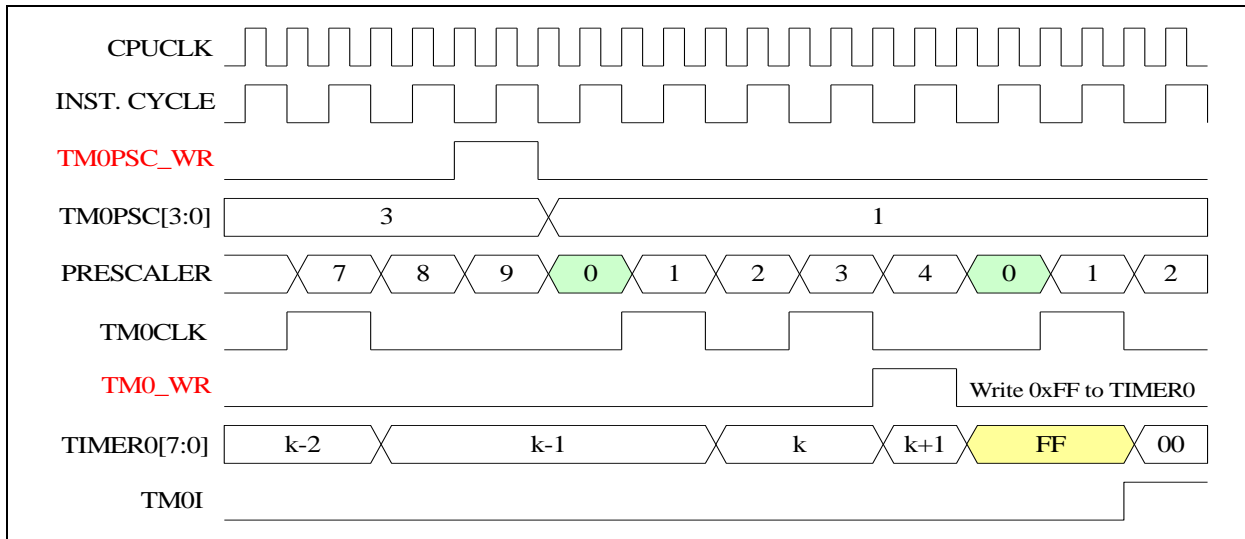 CPUCLK
INST. CYCLE
TM0PSC_WR
TM0PSC[3:0] 3 1
PRESCALER 7 8 9 0 1 2 3 4 0 1 2
TM0CLK
TM0_WR Write 0xFF to TIMER0
TIMER0[7:0] k-2 k-1 k k+1 FF 00
TM0I